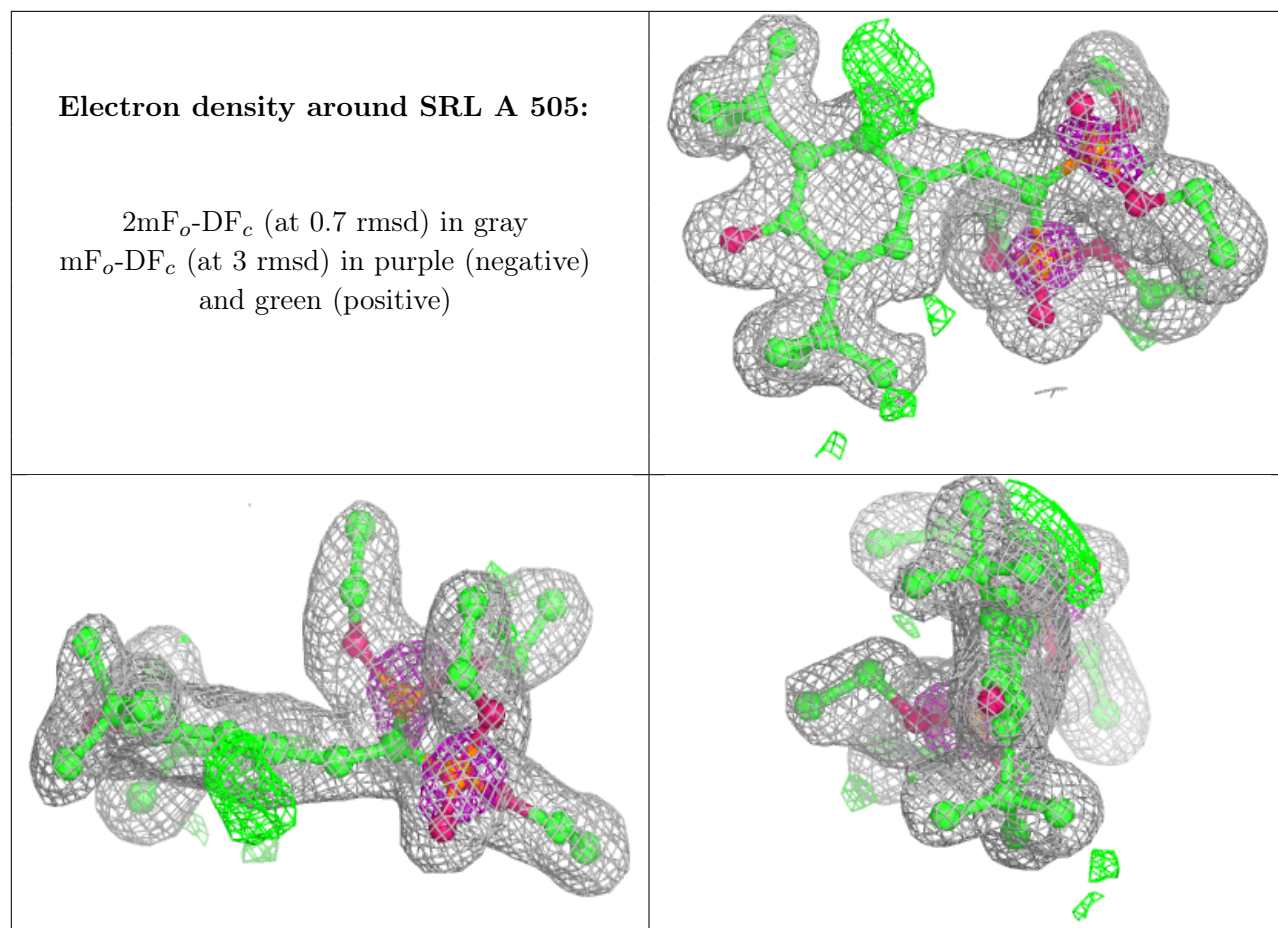 Electron density around SRL A 505:
2mFo-DFc (at 0.7 rmsd) in gray
mFo-DFc (at 3 rmsd) in purple (negative)
and green (positive)